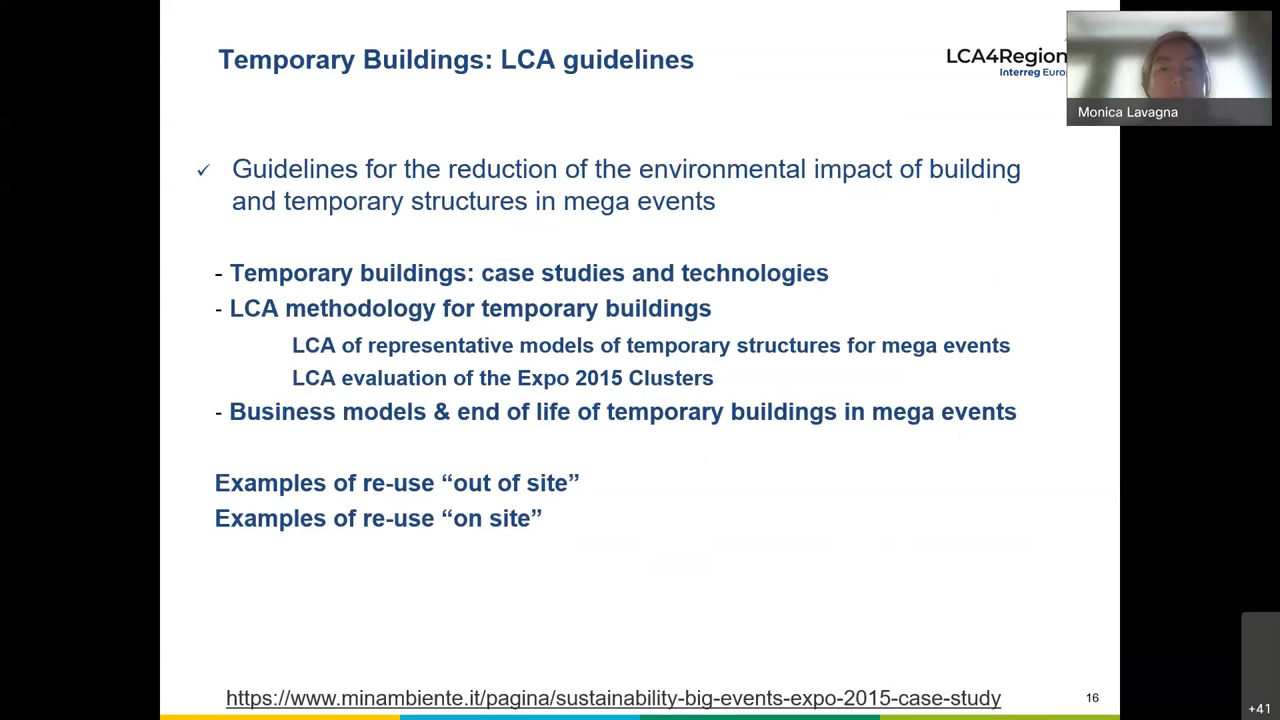 Temporary Buildings: LCA guidelines
LCA4Region
Interreg Euro
Monica Lavagna
✓ Guidelines for the reduction of the environmental impact of building
and temporary structures in mega events
- Temporary buildings: case studies and technologies
- LCA methodology for temporary buildings
LCA of representative models of temporary structures for mega events
LCA evaluation of the Expo 2015 Clusters
- Business models & end of life of temporary buildings in mega events
Examples of re-use “out of site”
Examples of re-use “on site”
https://www.minambiente.it/pagina/sustainability-big-events-expo-2015-case-study
16
+41